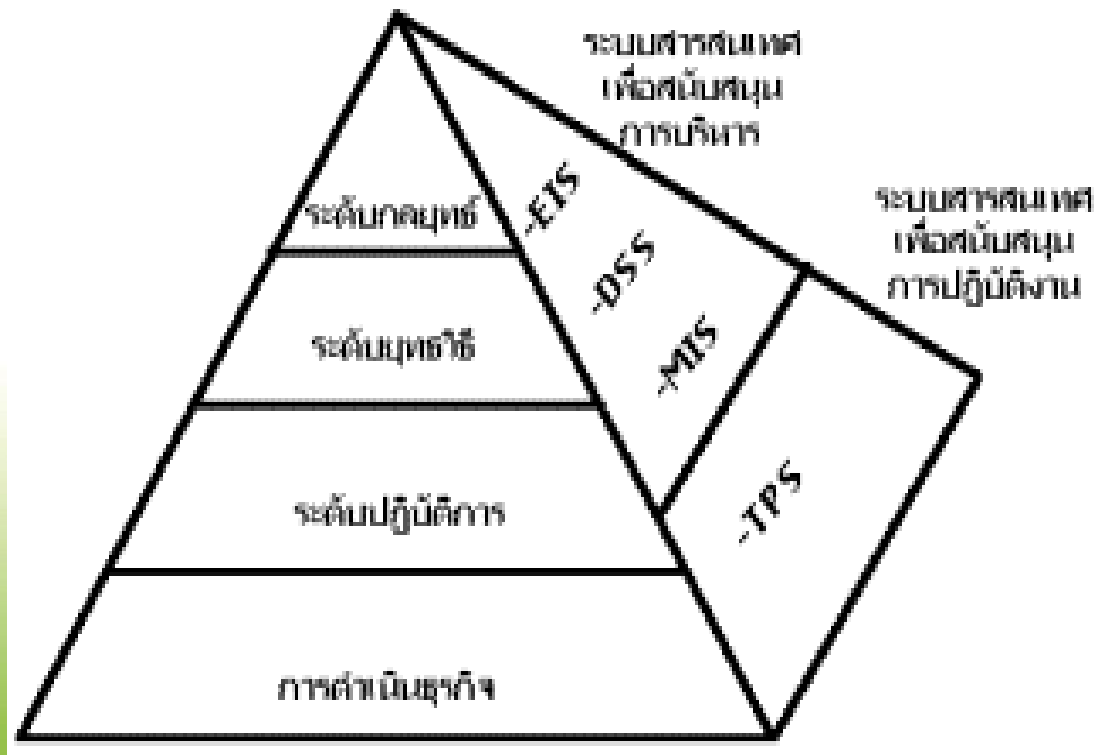 ระบบสารสนเทศ
เพื่อสนับสนุน
การบริหาร
ระบบสารสนเทศ
เพื่อสนับสนุน
การปฏิบัติงาน
ระดับกลยุทธ์
-EIS
-DSS
ระดับยุทธวิธี
-MIS
ระดับปฏิบัติการ
-TPS
การดำเนินธุรกิจ